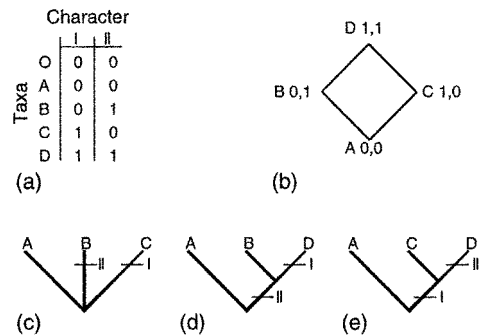 Character
I II
Taxa
O 0 0
A 0 0
B 0 1
C 1 0
D 1 1
(a)
D 1,1
B 0,1 C 1,0
A 0,0
(b)
A B C
II I
(c)
A B D
I
II
(d)
A C D
II
I
(e)